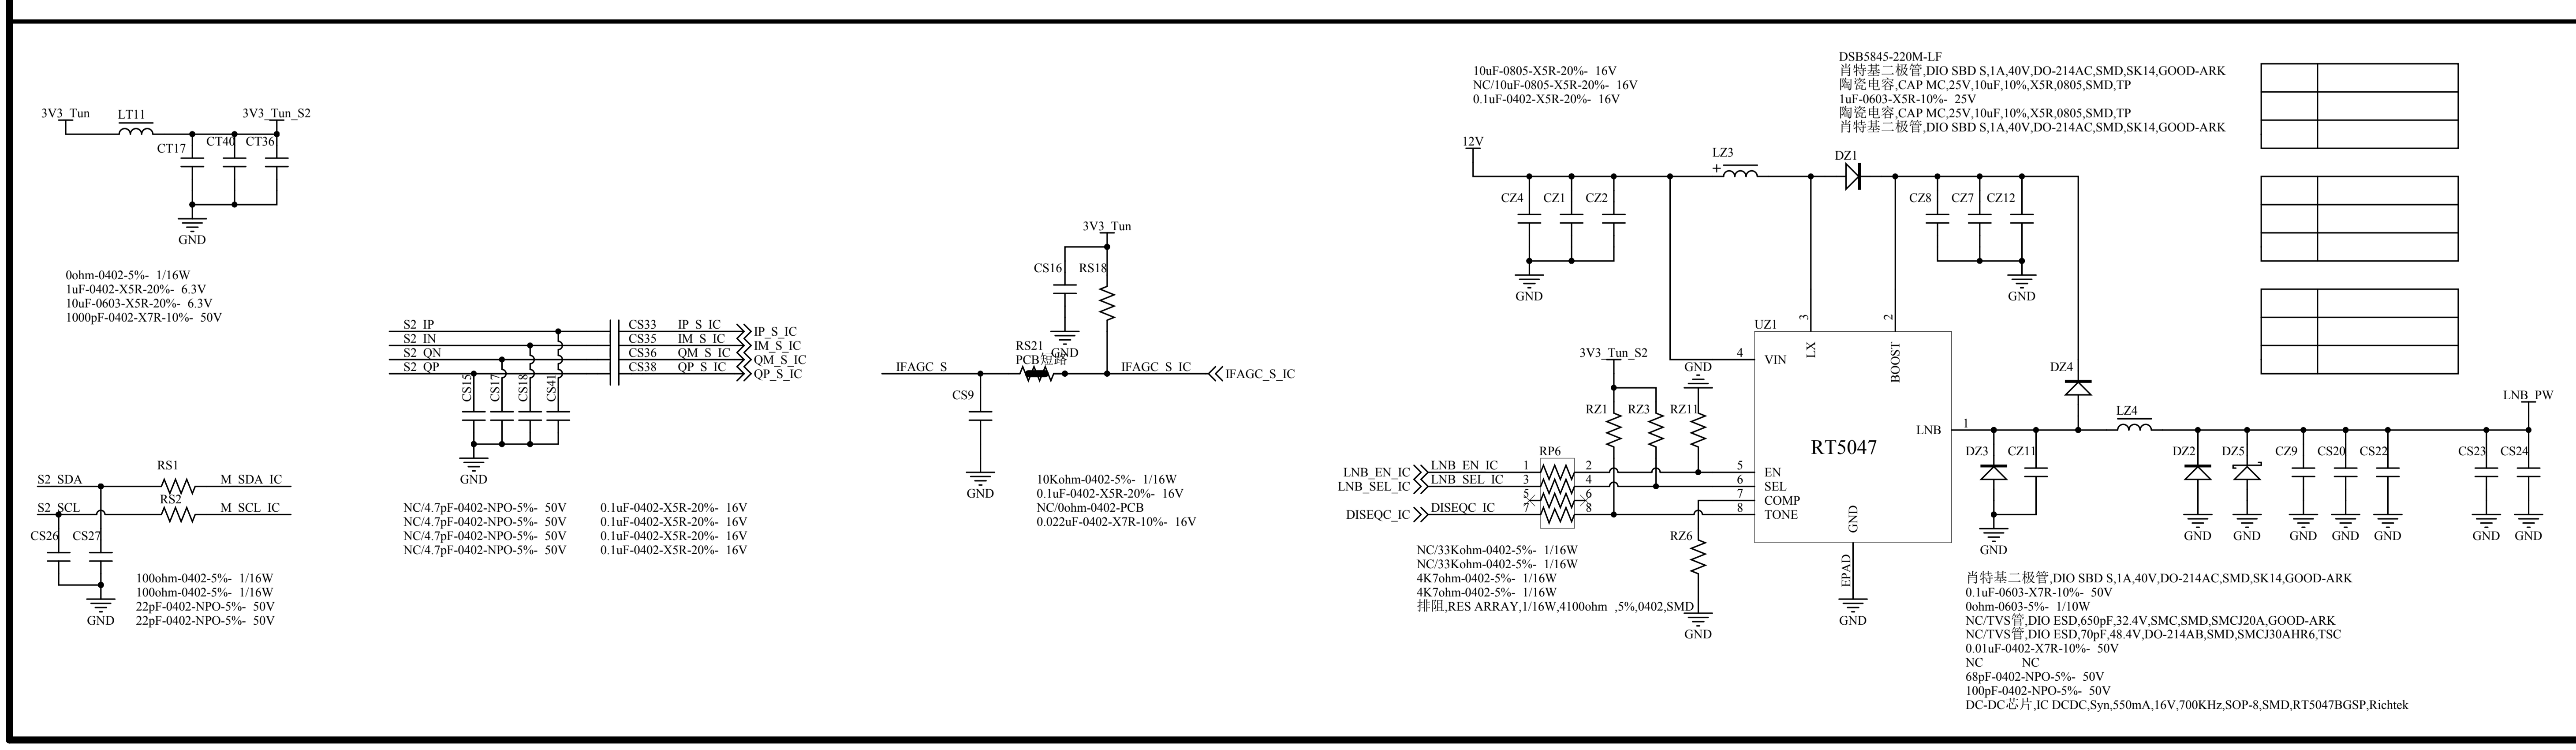 3V3_Tun
LT11
3V3_Tun_S2
CT17
CT40
CT36
GND
0ohm-0402-5%- 1/16W
1uF-0402-X5R-20%- 6.3V
10uF-0603-X5R-20%- 6.3V
1000pF-0402-X7R-10%- 50V
S2_SDA
RS1
M_SDA_IC
S2_SCL
RS2
M_SCL_IC
CS26
CS27
GND
100ohm-0402-5%- 1/16W
100ohm-0402-5%- 1/16W
22pF-0402-NPO-5%- 50V
22pF-0402-NPO-5%- 50V
S2_IP CS33 IP_S_IC IP_S_IC
S2_IN CS35 IM_S_IC IM_S_IC
S2_QN CS36 QM_S_IC QM_S_IC
S2_QP CS38 QP_S_IC QP_S_IC
CS15
CS17
CS18
CS41
GND
NC/4.7pF-0402-NPO-5%- 50V 0.1uF-0402-X5R-20%- 16V
NC/4.7pF-0402-NPO-5%- 50V 0.1uF-0402-X5R-20%- 16V
NC/4.7pF-0402-NPO-5%- 50V 0.1uF-0402-X5R-20%- 16V
NC/4.7pF-0402-NPO-5%- 50V 0.1uF-0402-X5R-20%- 16V
3V3_Tun
CS16
RS18
GND
RS21
PCB短路
IFAGC_S
IFAGC_S_IC
IFAGC_S_IC
CS9
GND
10Kohm-0402-5%- 1/16W
0.1uF-0402-X5R-20%- 16V
NC/0ohm-0402-PCB
0.022uF-0402-X7R-10%- 16V
10uF-0805-X5R-20%- 16V
NC/10uF-0805-X5R-20%- 16V
0.1uF-0402-X5R-20%- 16V
DSB5845-220M-LF
肖特基二极管,DIO SBD S,1A,40V,DO-214AC,SMD,SK14,GOOD-ARK
陶瓷电容,CAP MC,25V,10uF,10%,X5R,0805,SMD,TP
1uF-0603-X5R-10%- 25V
陶瓷电容,CAP MC,25V,10uF,10%,X5R,0805,SMD,TP
肖特基二极管,DIO SBD S,1A,40V,DO-214AC,SMD,SK14,GOOD-ARK
12V
LZ3
+
DZ1
CZ4
CZ1
CZ2
CZ8
CZ7
CZ12
GND
GND
UZ1
3
2
LX
BOOST
4
VIN
RT5047
LNB
1
3V3_Tun_S2
GND
RZ1
RZ3
RZ11
RP6
LNB_EN_IC LNB_EN_IC 1 2 5 EN
LNB_SEL_IC LNB_SEL_IC 3 4 6 SEL
5 6 7 COMP
DISEQC_IC DISEQC_IC 7 8 8 TONE
GND
RZ6
EPAD
GND
GND
NC/33Kohm-0402-5%- 1/16W
NC/33Kohm-0402-5%- 1/16W
4K7ohm-0402-5%- 1/16W
4K7ohm-0402-5%- 1/16W
排阻,RES ARRAY,1/16W,4100ohm ,5%,0402,SMD
DZ4
LZ4
LNB_PW
DZ3
CZ11
DZ2
DZ5
CZ9
CS20
CS22
CS23
CS24
GND
GND
GND
GND
GND
GND
GND
GND
肖特基二极管,DIO SBD S,1A,40V,DO-214AC,SMD,SK14,GOOD-ARK
0.1uF-0603-X7R-10%- 50V
0ohm-0603-5%- 1/10W
NC/TVS管,DIO ESD,650pF,32.4V,SMC,SMD,SMCJ20A,GOOD-ARK
NC/TVS管,DIO ESD,70pF,48.4V,DO-214AB,SMD,SMCJ30AHR6,TSC
0.01uF-0402-X7R-10%- 50V
NC NC
68pF-0402-NPO-5%- 50V
100pF-0402-NPO-5%- 50V
DC-DC芯片,IC DCDC,Syn,550mA,16V,700KHz,SOP-8,SMD,RT5047BGSP,Richtek